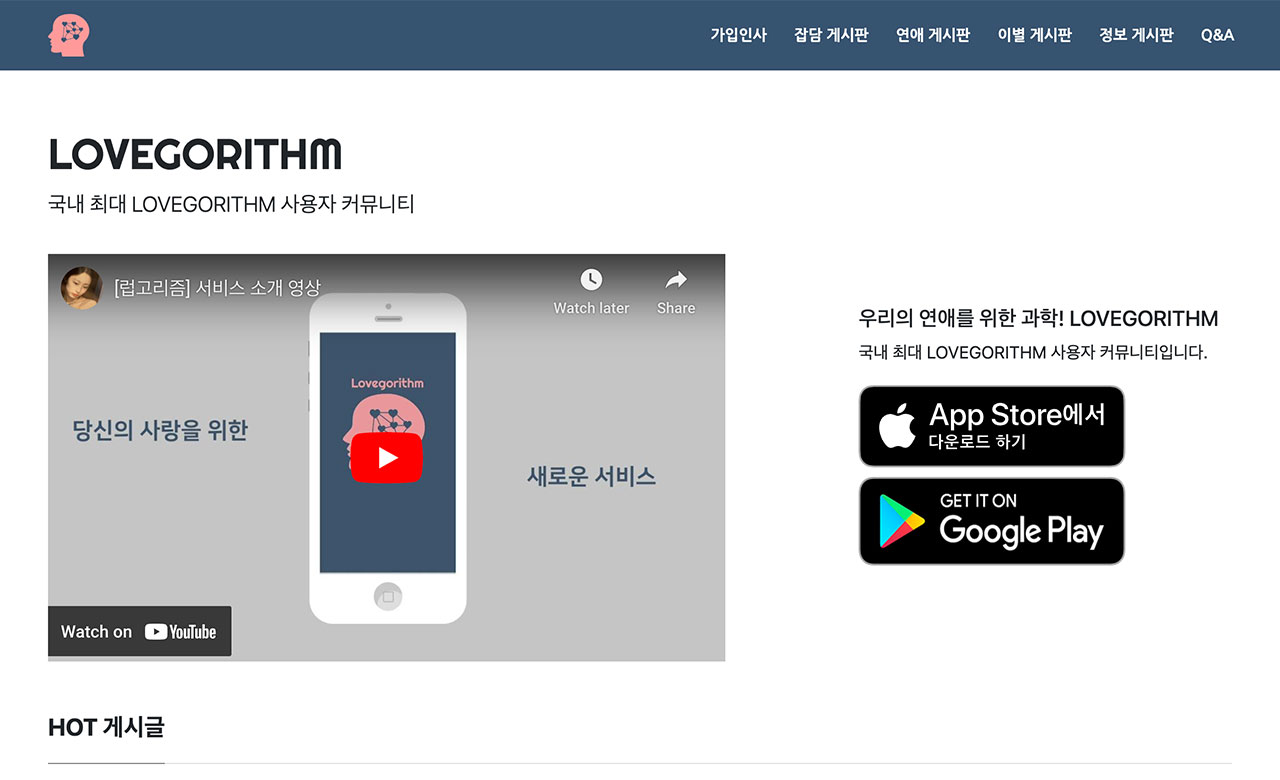 가입인사 잡담 게시판 연애 게시판 이별 게시판 정보 게시판 Q&A
LOVEGORITHM
국내 최대 LOVEGORITHM 사용자 커뮤니티
[럽고리즘] 서비스 소개 영상
Watch later
Share
Lovegorithm
당신의 사랑을 위한
새로운 서비스
Watch on YouTube
우리의 연애를 위한 과학! LOVEGORITHM
국내 최대 LOVEGORITHM 사용자 커뮤니티입니다.
App Store에서
다운로드 하기
GET IT ON
Google Play
HOT 게시글